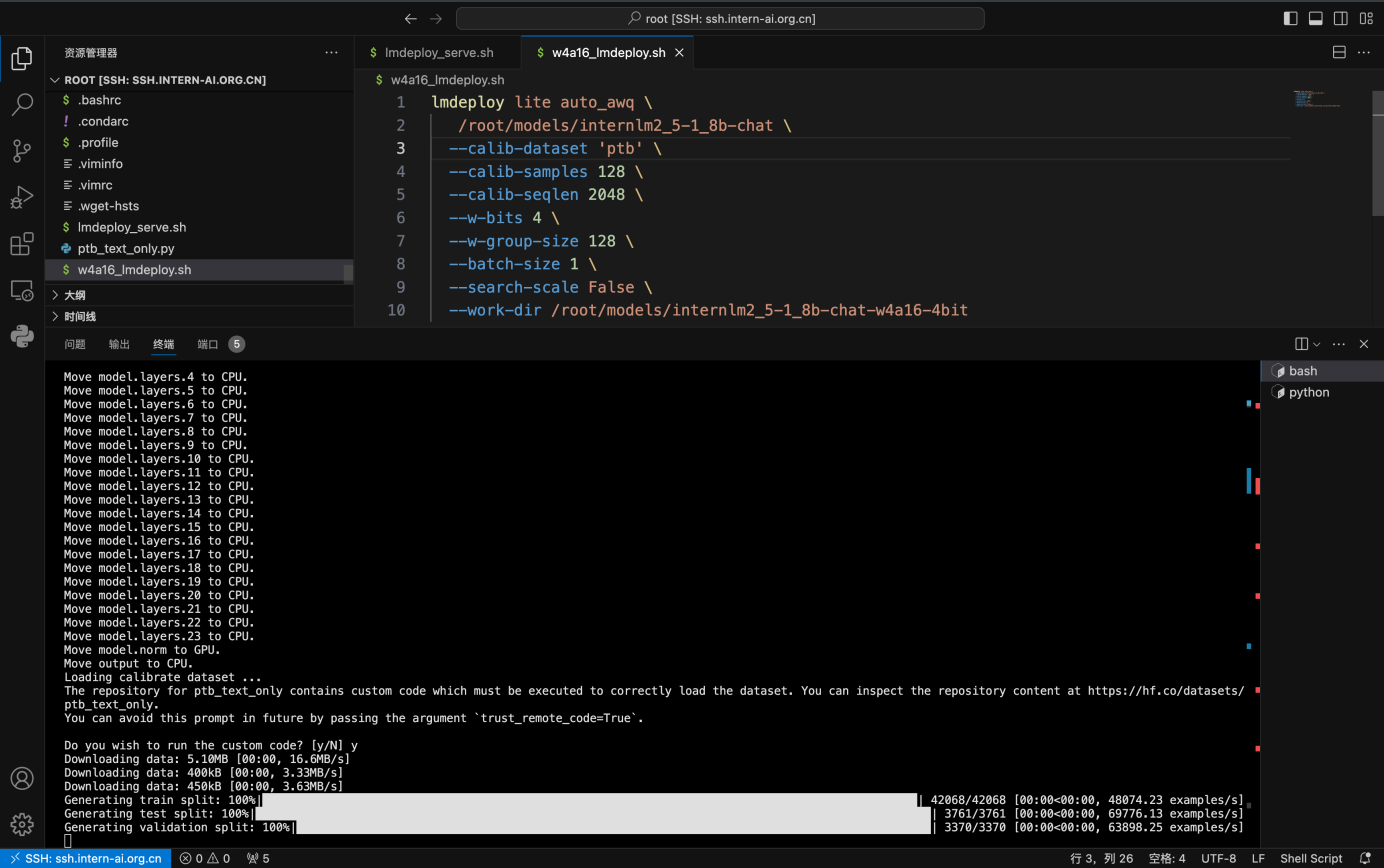 root [SSH: ssh.intern-ai.org.cn]
资源管理器
ROOT [SSH: SSH.INTERN-AI.ORG.CN]
$ .bashrc
! .condarc
$ .profile
.viminfo
.vimrc
.wget-hsts
$ lmdeploy_serve.sh
ptb_text_only.py
$ w4a16_lmdeploy.sh
大纲
时间线
$ lmdeploy_serve.sh
$ w4a16_lmdeploy.sh
$ w4a16_lmdeploy.sh
1 lmdeploy lite auto_awq \
2 /root/models/internlm2_5-1_8b-chat \
3 --calib-dataset 'ptb' \
4 --calib-samples 128 \
5 --calib-seqlen 2048 \
6 --w-bits 4 \
7 --w-group-size 128 \
8 --batch-size 1 \
9 --search-scale False \
10 --work-dir /root/models/internlm2_5-1_8b-chat-w4a16-4bit
问题 输出 终端 端口 5
bash
python
Move model.layers.4 to CPU.
Move model.layers.5 to CPU.
Move model.layers.6 to CPU.
Move model.layers.7 to CPU.
Move model.layers.8 to CPU.
Move model.layers.9 to CPU.
Move model.layers.10 to CPU.
Move model.layers.11 to CPU.
Move model.layers.12 to CPU.
Move model.layers.13 to CPU.
Move model.layers.14 to CPU.
Move model.layers.15 to CPU.
Move model.layers.16 to CPU.
Move model.layers.17 to CPU.
Move model.layers.18 to CPU.
Move model.layers.19 to CPU.
Move model.layers.20 to CPU.
Move model.layers.21 to CPU.
Move model.layers.22 to CPU.
Move model.layers.23 to CPU.
Move model.norm to GPU.
Move output to CPU.
Loading calibrate dataset ...
The repository for ptb_text_only contains custom code which must be executed to correctly load the dataset. You can inspect the repository content at https://hf.co/datasets/
ptb_text_only.
You can avoid this prompt in future by passing the argument `trust_remote_code=True`.
Do you wish to run the custom code? [y/N] y
Downloading data: 5.10MB [00:00, 16.6MB/s]
Downloading data: 400kB [00:00, 3.33MB/s]
Downloading data: 450kB [00:00, 3.63MB/s]
Generating train split: 100%| | 42068/42068 [00:00<00:00, 48074.23 examples/s]
Generating test split: 100%| | 3761/3761 [00:00<00:00, 69776.13 examples/s]
Generating validation split: 100%| | 3370/3370 [00:00<00:00, 63898.25 examples/s]
SSH: ssh.intern-ai.org.cn 0 0 5 行 3，列 26 空格: 4 UTF-8 LF Shell Script